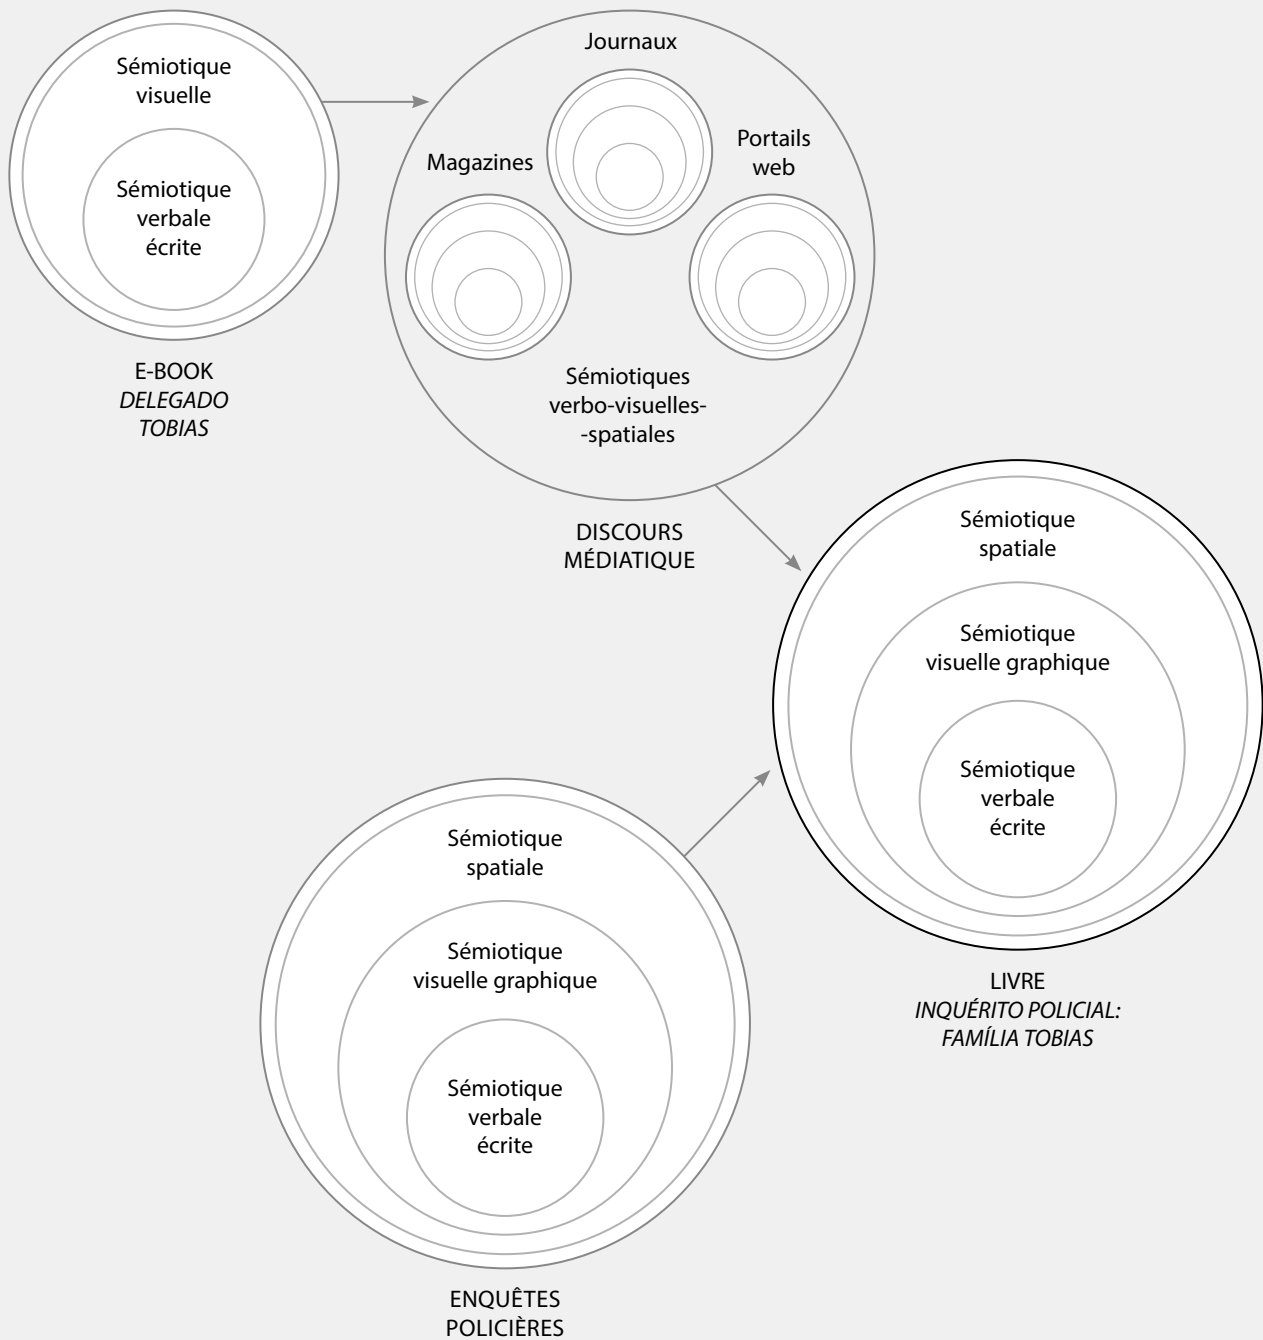 Sémiotique
visuelle
Sémiotique
verbale
écrite
E-BOOK
DELEGADO
TOBIAS
Journaux
Magazines
Portails
web
Sémiotiques
verbo-visuelles-
-spatiales
DISCOURS
MÉDIATIQUE
Sémiotique
spatiale
Sémiotique
visuelle graphique
Sémiotique
verbale
écrite
LIVRE
INQUÉRITO POLICIAL:
FAMÍLIA TOBIAS
Sémiotique
spatiale
Sémiotique
visuelle graphique
Sémiotique
verbale
écrite
ENQUÊTES
POLICIÈRES